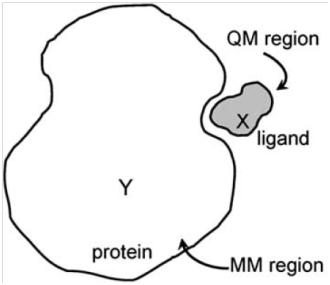 QM region
X
ligand
Y
protein
MM region